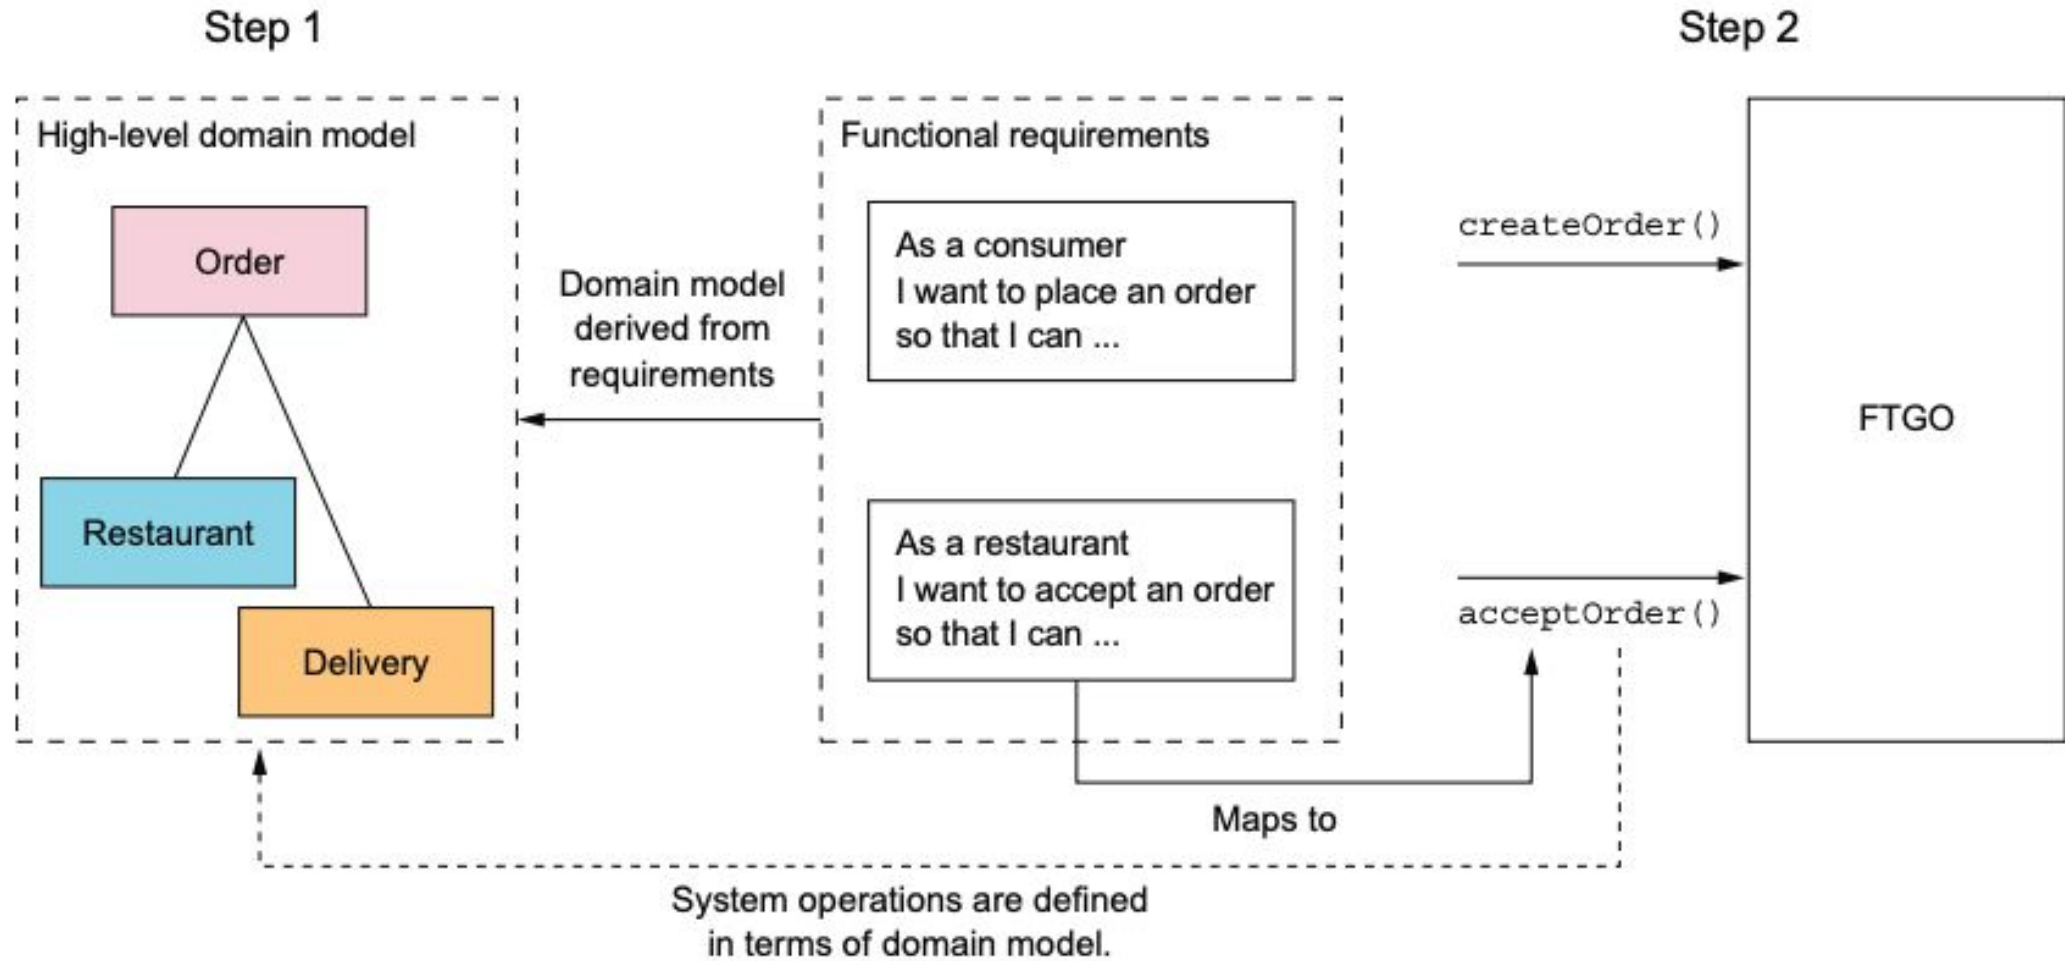 Step 1
Step 2
High-level domain model
Order
Restaurant
Delivery
Domain model
derived from
requirements
Functional requirements
As a consumer
I want to place an order
so that I can ...
As a restaurant
I want to accept an order
so that I can ...
createOrder()
acceptOrder()
FTGO
Maps to
System operations are defined
in terms of domain model.